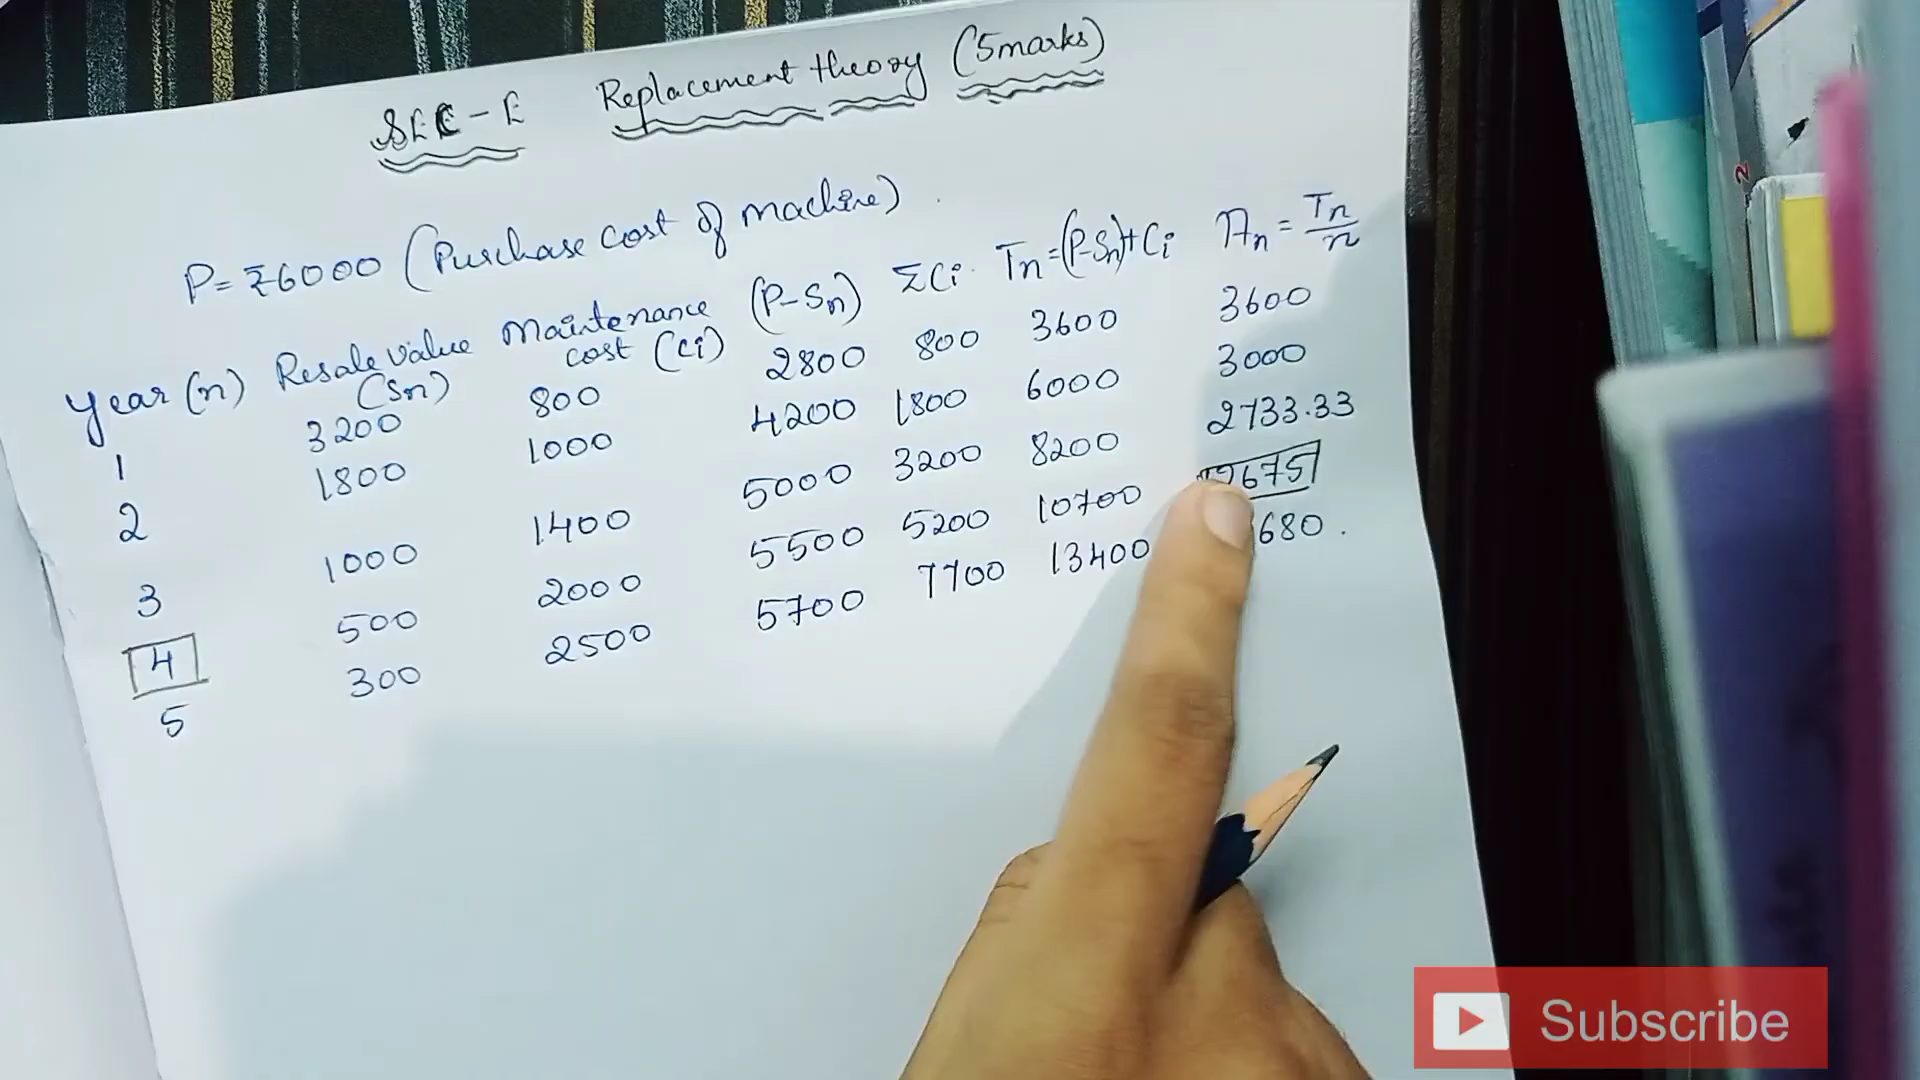 SEC-E Replacement theory (5marks)
P=₹6000 (Purchase cost of machine)
Year (n) Resale value (Sn) Maintenance cost (Ci) (P-Sn) ΣCi Tn=(P-Sn)+Ci An = Tn/n
1 3200 800 2800 800 3600 3600
2 1800 1000 4200 1800 6000 3000
3 1000 1400 5000 3200 8200 2733.33
4 500 2000 5500 5200 10700 2675
5 300 2500 5700 7700 13400 680.
Subscribe